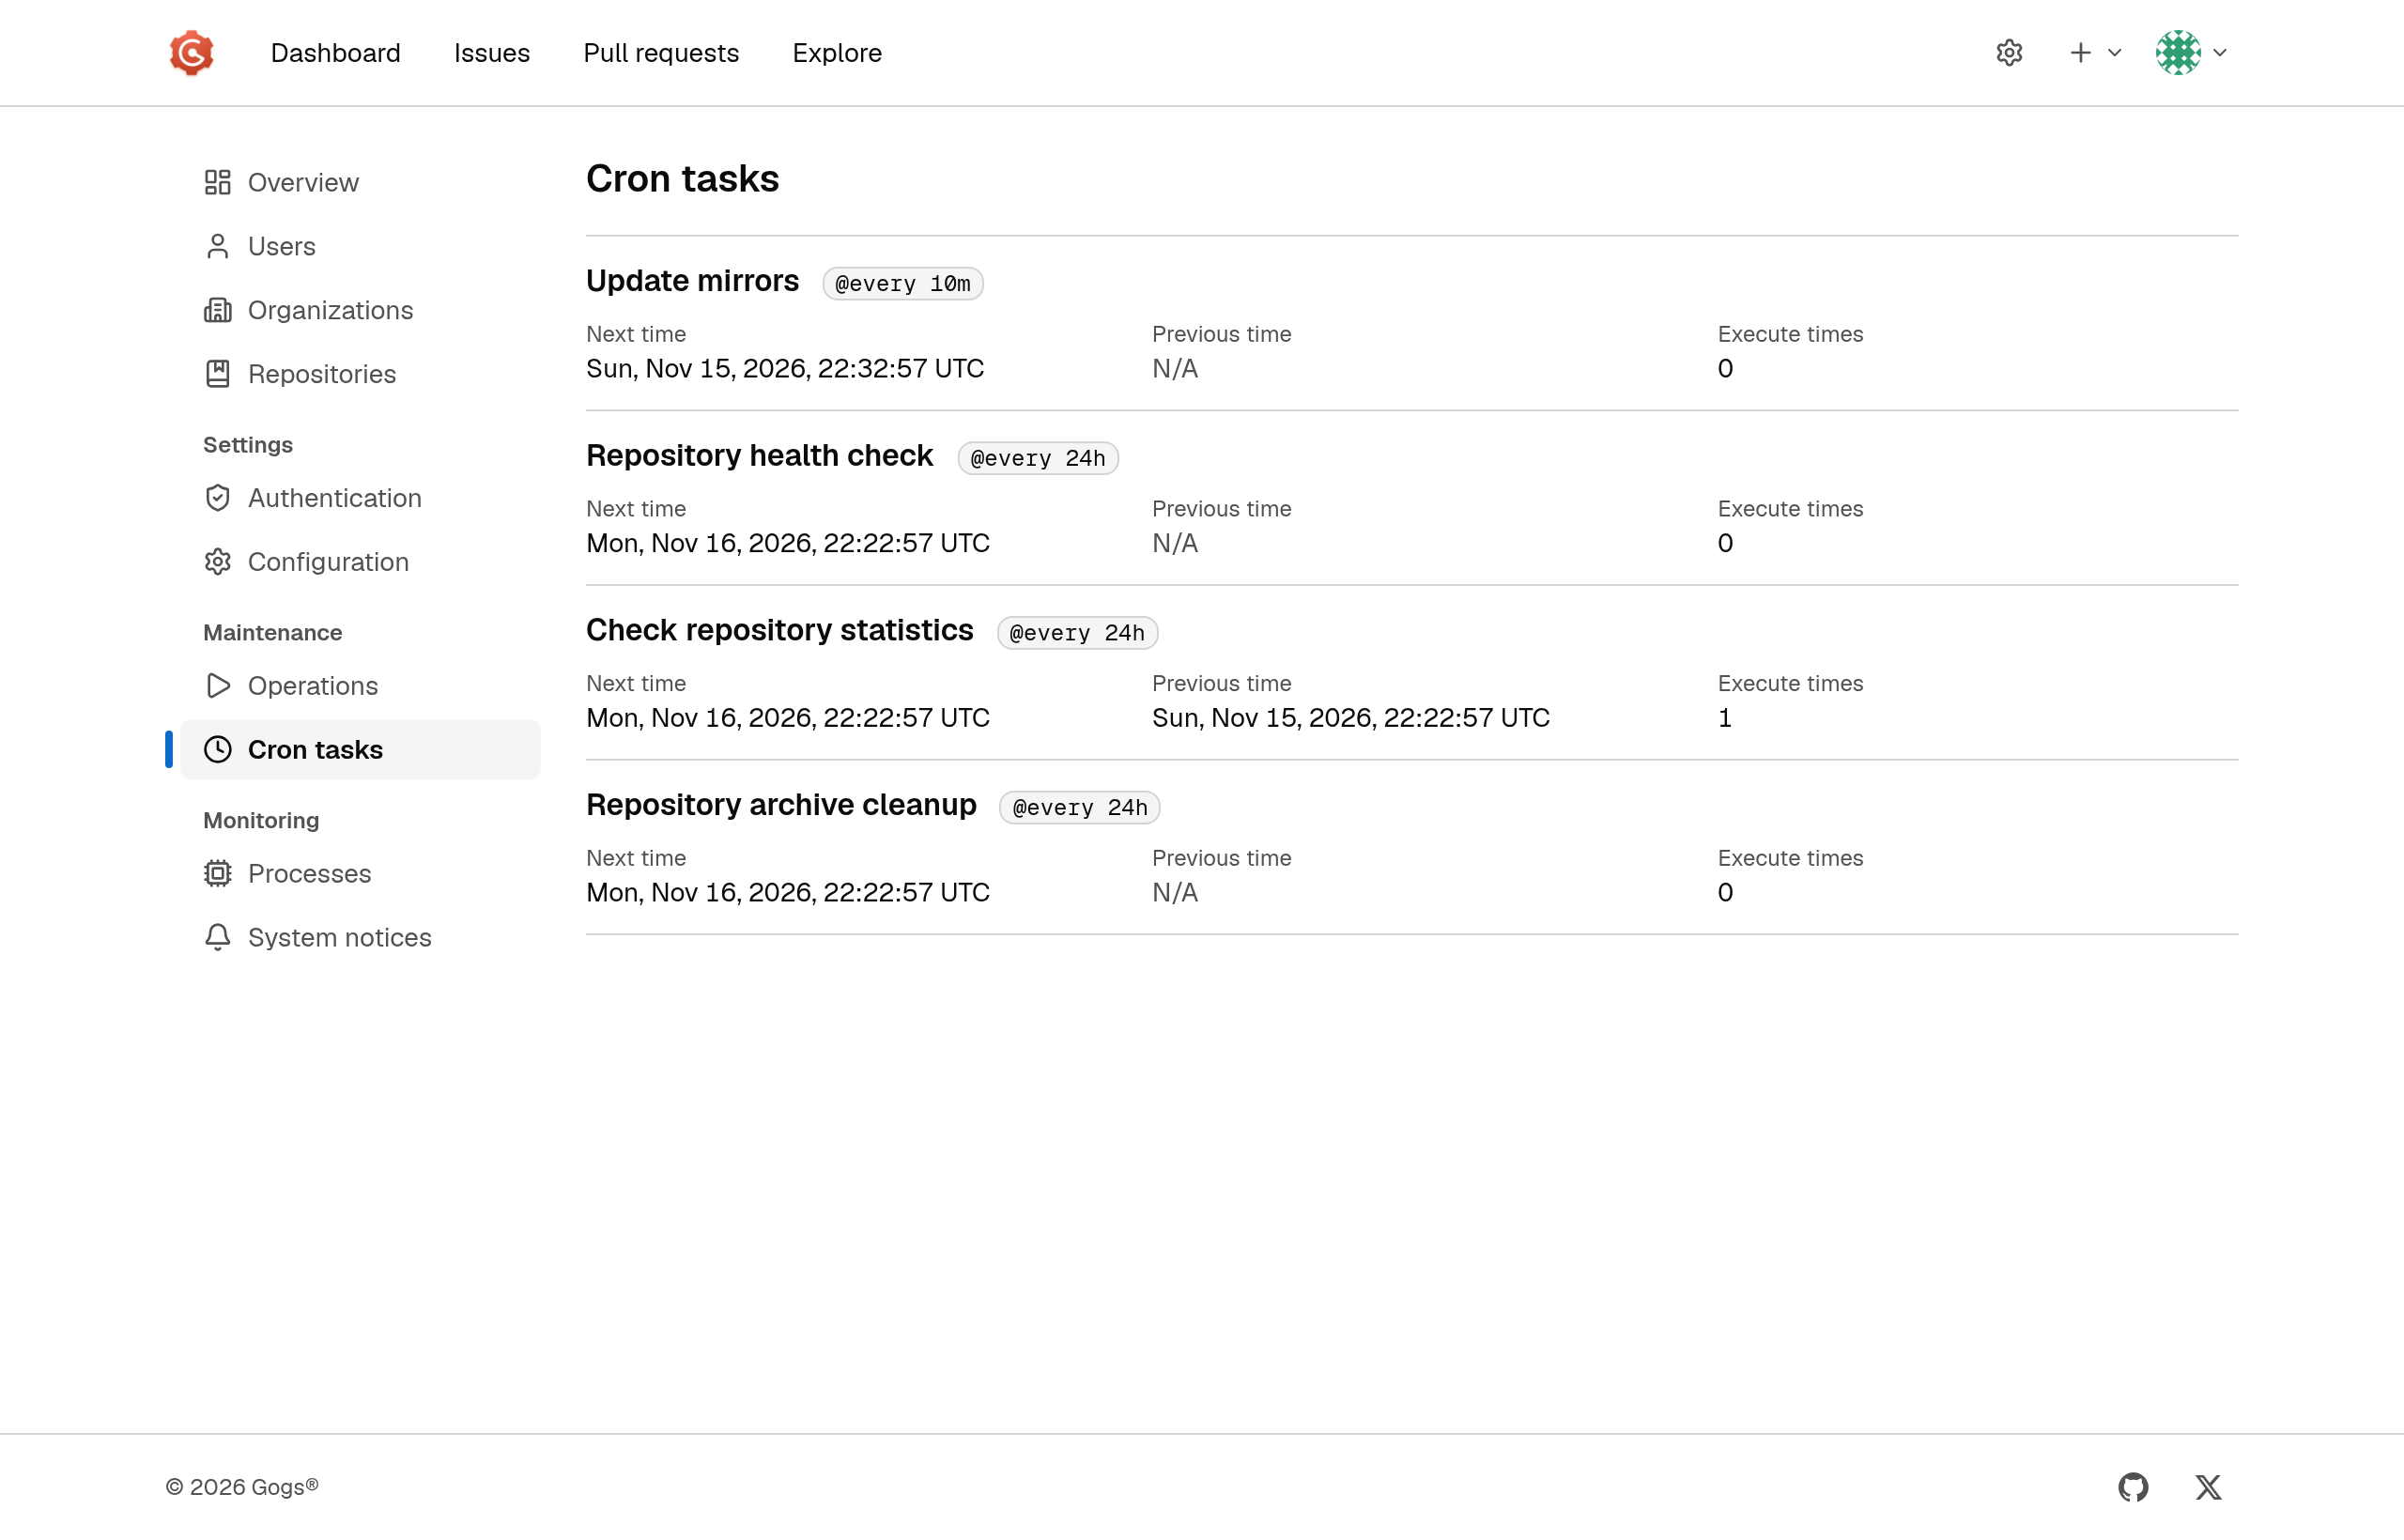 Dashboard Issues Pull requests Explore
Overview
Users
Organizations
Repositories
Settings
Authentication
Configuration
Maintenance
Operations
Cron tasks
Monitoring
Processes
System notices
Cron tasks
Update mirrors @every 10m
Next time Previous time Execute times
Sun, Nov 15, 2026, 22:32:57 UTC N/A 0
Repository health check @every 24h
Next time Previous time Execute times
Mon, Nov 16, 2026, 22:22:57 UTC N/A 0
Check repository statistics @every 24h
Next time Previous time Execute times
Mon, Nov 16, 2026, 22:22:57 UTC Sun, Nov 15, 2026, 22:22:57 UTC 1
Repository archive cleanup @every 24h
Next time Previous time Execute times
Mon, Nov 16, 2026, 22:22:57 UTC N/A 0
© 2026 Gogs®